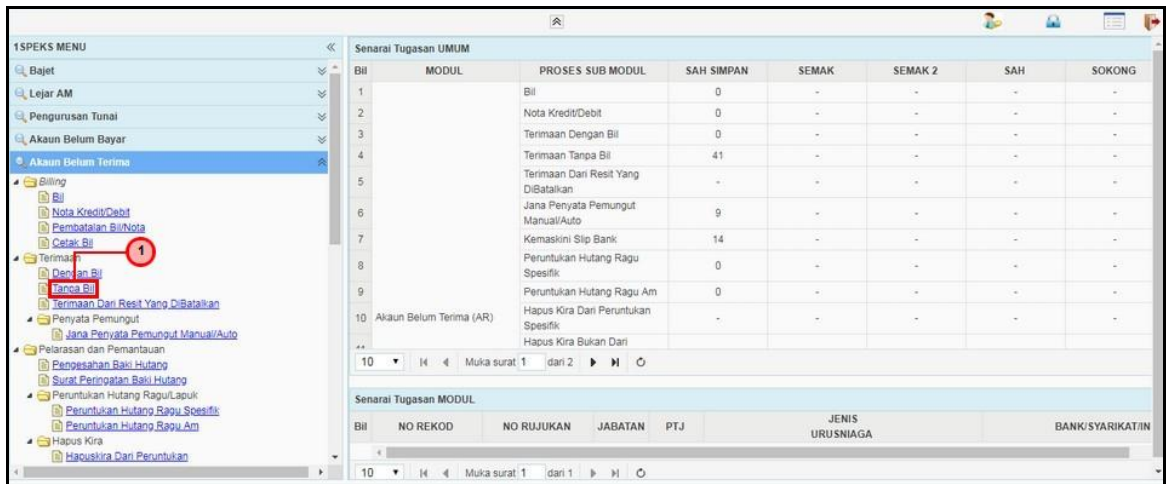 1SPEKS MENU
Bajet
Lejar AM
Pengurusan Tunai
Akaun Belum Bayar
Akaun Belum Terima
Billing
Bil
Nota Kredit/Debit
Pembatalan Bil/Nota
Cetak Bil
1
Terimaan
Dengan Bil
Tanpa Bil
Terimaan Dari Resit Yang DiBatalkan
Penyata Pemungut
Jana Penyata Pemungut Manual/Auto
Pelarasan dan Pemantauan
Pengesahan Baki Hutang
Surat Peringatan Baki Hutang
Peruntukan Hutang Ragu/Lapuk
Peruntukan Hutang Ragu Spesifik
Peruntukan Hutang Ragu Am
Hapus Kira
Hapuskira Dari Peruntukan
Senarai Tugasan UMUM
Bil MODUL PROSES SUB MODUL SAH SIMPAN SEMAK SEMAK 2 SAH SOKONG
1 Bil 0 - - - -
2 Nota Kredit/Debit 0 - - - -
3 Terimaan Dengan Bil 0 - - - -
4 Terimaan Tanpa Bil 41 - - - -
Terimaan Dari Resit Yang
5 - - - - -
DiBatalkan
Jana Penyata Pemungut
6 9 - - - -
Manual/Auto
7 Kemaskini Slip Bank 14 - - - -
Peruntukan Hutang Ragu
8 0 - - - -
Spesifik
9 Peruntukan Hutang Ragu Am 0 - - - -
Hapus Kira Dari Peruntukan
10 Akaun Belum Terima (AR) - - - - -
Spesifik
Hapus Kira Bukan Dari
10 Muka surat 1 dari 2
Senarai Tugasan MODUL
Bil NO REKOD NO RUJUKAN JABATAN PTJ JENIS BANK/SYARIKAT/IN
URUSNIAGA
10 Muka surat 1 dari 1